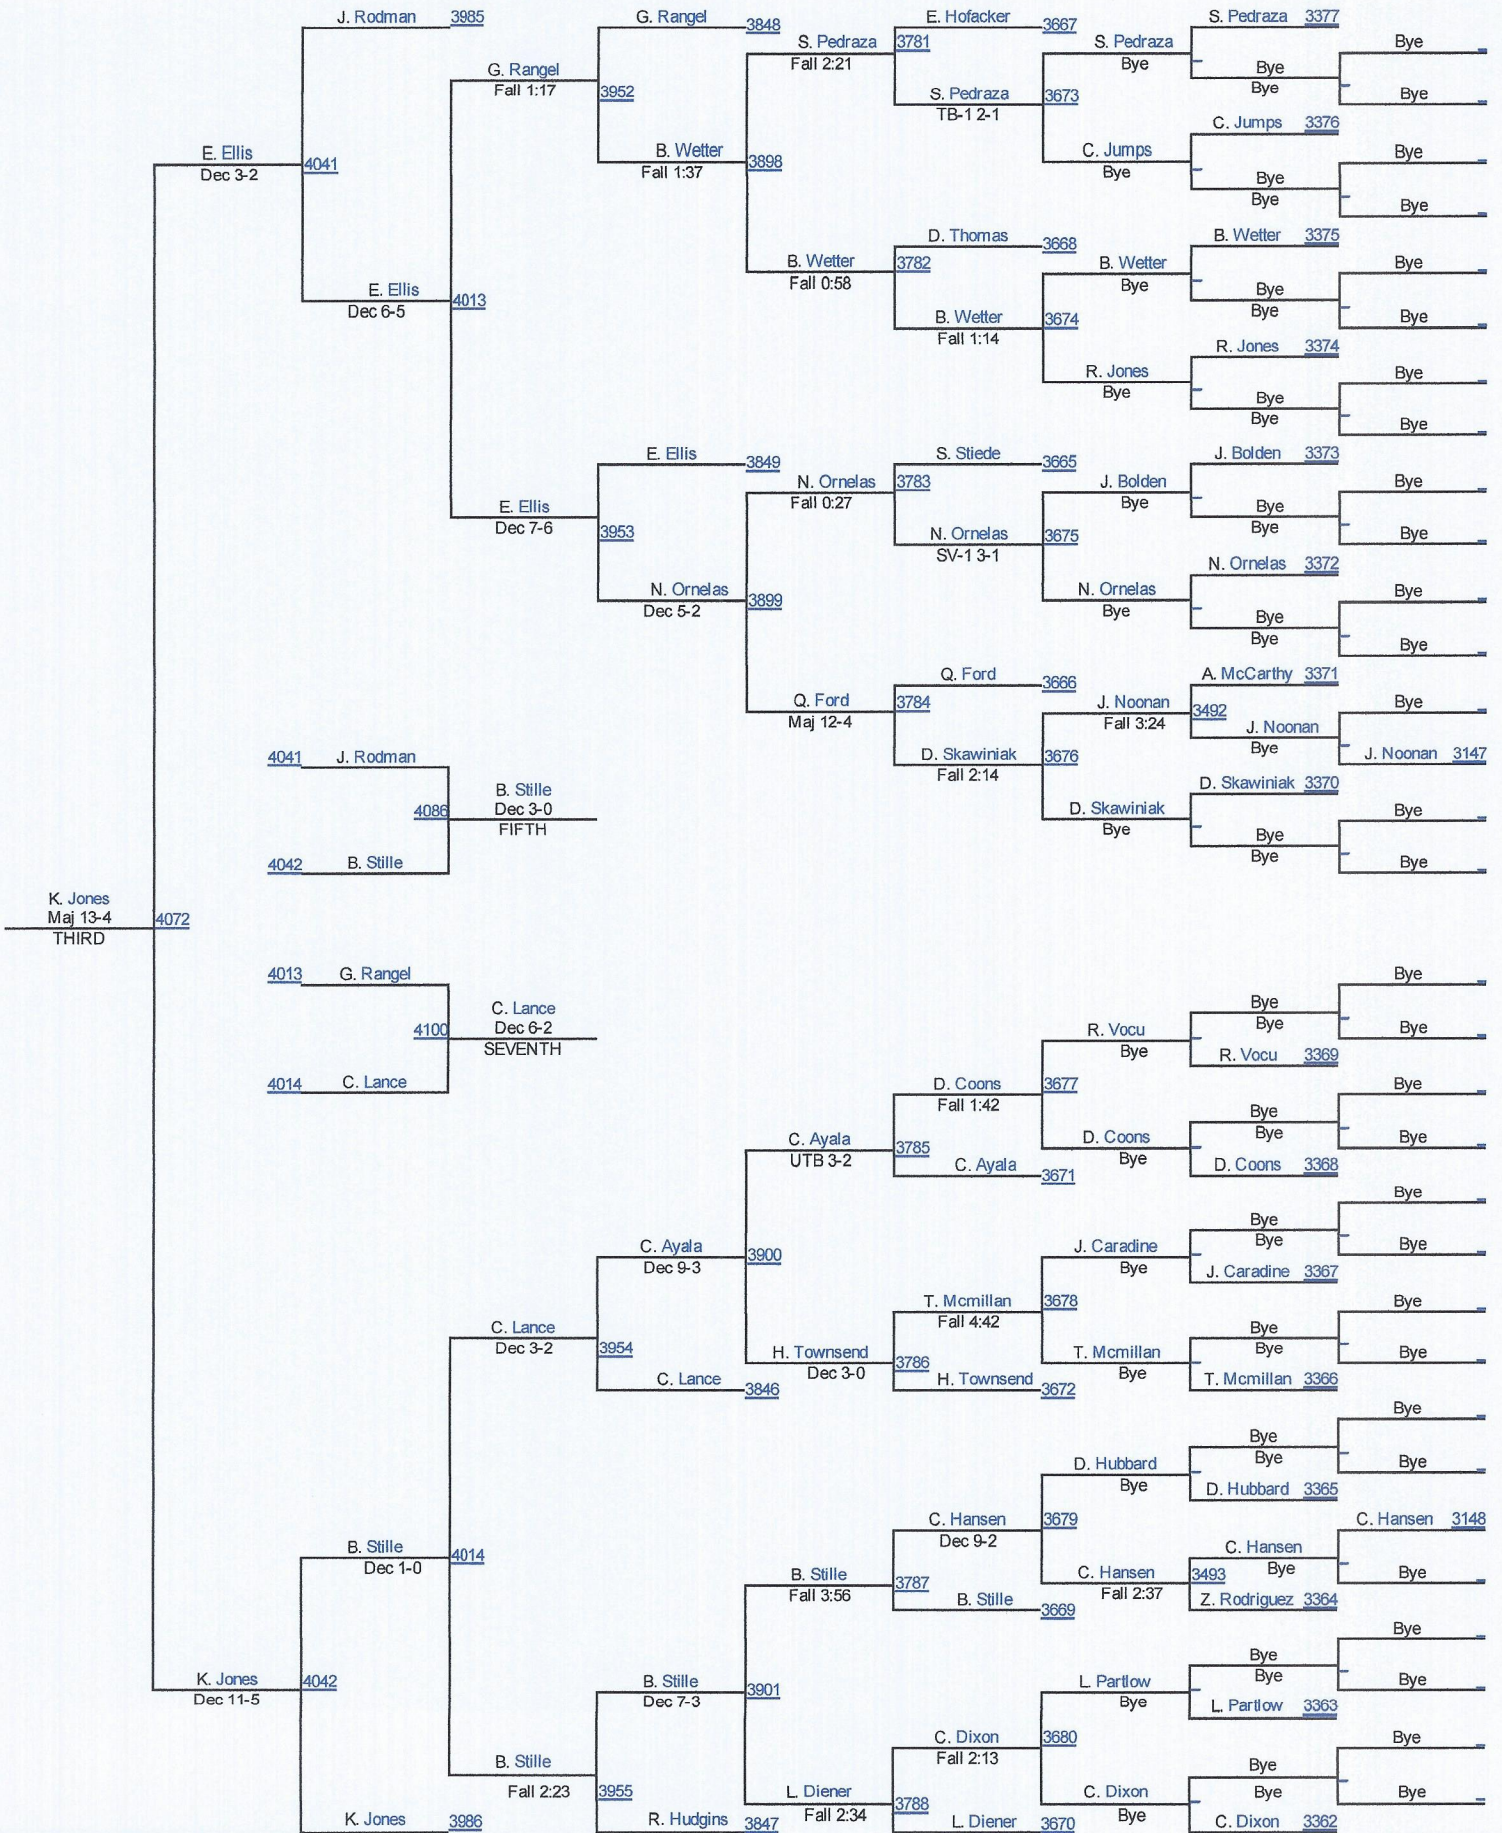 J. Rodman 3985
G. Rangel 3848
E. Hofacker 3667
S. Pedraza 3377
S. Pedraza 3781
Fall 2:21
S. Pedraza
Bye
Bye
Bye
Bye
Bye
G. Rangel
Fall 1:17
3952
S. Pedraza 3673
TB-1 2-1
C. Jumps 3376
E. Ellis 4041
Dec 3-2
B. Wetter 3898
Fall 1:37
C. Jumps
Bye
Bye
Bye
Bye
Bye
D. Thomas 3668
B. Wetter 3375
B. Wetter 3782
Fall 0:58
B. Wetter
Bye
Bye
Bye
Bye
Bye
E. Ellis 4013
Dec 6-5
B. Wetter 3674
Fall 1:14
R. Jones 3374
R. Jones
Bye
Bye
Bye
Bye
Bye
E. Ellis 3849
S. Stiede 3665
J. Bolden 3373
N. Ornelas 3783
Fall 0:27
J. Bolden
Bye
Bye
Bye
Bye
Bye
E. Ellis
Dec 7-6
3953
N. Ornelas 3675
SV-1 3-1
N. Ornelas 3372
N. Ornelas 3899
Dec 5-2
N. Ornelas
Bye
Bye
Bye
Bye
Bye
Q. Ford 3666
A. McCarthy 3371
Q. Ford 3784
Maj 12-4
J. Noonan 3492
Fall 3:24
Bye
J. Noonan
Bye
J. Noonan 3147
4041 J. Rodman
D. Skawiniak 3676
Fall 2:14
D. Skawiniak 3370
B. Stille
Dec 3-0
FIFTH
4086
D. Skawiniak
Bye
Bye
Bye
Bye
Bye
4042 B. Stille
K. Jones
Maj 13-4
THIRD
4072
4013 G. Rangel
C. Lance
Dec 6-2
SEVENTH
4100
4014 C. Lance
Bye
Bye
Bye
Bye
R. Vocu
Bye
R. Vocu 3369
D. Coons 3677
Fall 1:42
Bye
Bye
Bye
Bye
C. Ayala 3785
UTB 3-2
D. Coons
Bye
C. Ayala 3671
D. Coons 3368
Bye
Bye
Bye
Bye
C. Ayala 3900
Dec 9-3
J. Caradine
Bye
J. Caradine 3367
T. Mcmillan 3678
Fall 4:42
Bye
Bye
Bye
Bye
C. Lance
Dec 3-2
3954
H. Townsend 3786
Dec 3-0
T. Mcmillan
Bye
C. Lance 3846
H. Townsend 3672
T. Mcmillan 3366
Bye
Bye
Bye
Bye
D. Hubbard
Bye
D. Hubbard 3365
C. Hansen 3679
Dec 9-2
C. Hansen 3148
B. Stille 4014
Dec 1-0
C. Hansen
Bye
Bye
B. Stille 3787
Fall 3:56
C. Hansen 3493
Fall 2:37
B. Stille 3669
Z. Rodriguez 3364
Bye
Bye
Bye
Bye
K. Jones 4042
Dec 11-5
B. Stille 3901
Dec 7-3
L. Partlow
Bye
L. Partlow 3363
C. Dixon 3680
Fall 2:13
Bye
Bye
Bye
Bye
B. Stille
Fall 2:23
3955
L. Diener 3788
Fall 2:34
C. Dixon
Bye
K. Jones 3986
R. Hudgins 3847
L. Diener 3670
C. Dixon 3362